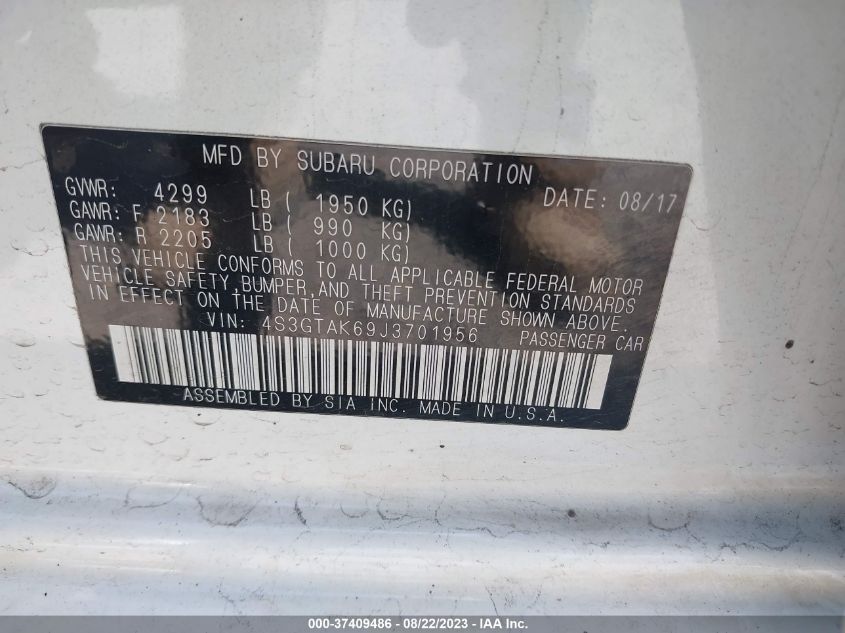 MFD BY SUBARU CORPORATION
GVWR: 4299 LB ( 1950 KG) DATE: 08/17
GAWR: F 2183 LB ( 990 KG)
GAWR: R 2205 LB ( 1000 KG)
THIS VEHICLE CONFORMS TO ALL APPLICABLE FEDERAL MOTOR
VEHICLE SAFETY, BUMPER, AND THEFT PREVENTION STANDARDS
IN EFFECT ON THE DATE OF MANUFACTURE SHOWN ABOVE.
VIN: 4S3GTAK69J3701956 PASSENGER CAR
ASSEMBLED BY SIA INC. MADE IN U.S.A.
000-37409486 - 08/22/2023 - IAA Inc.